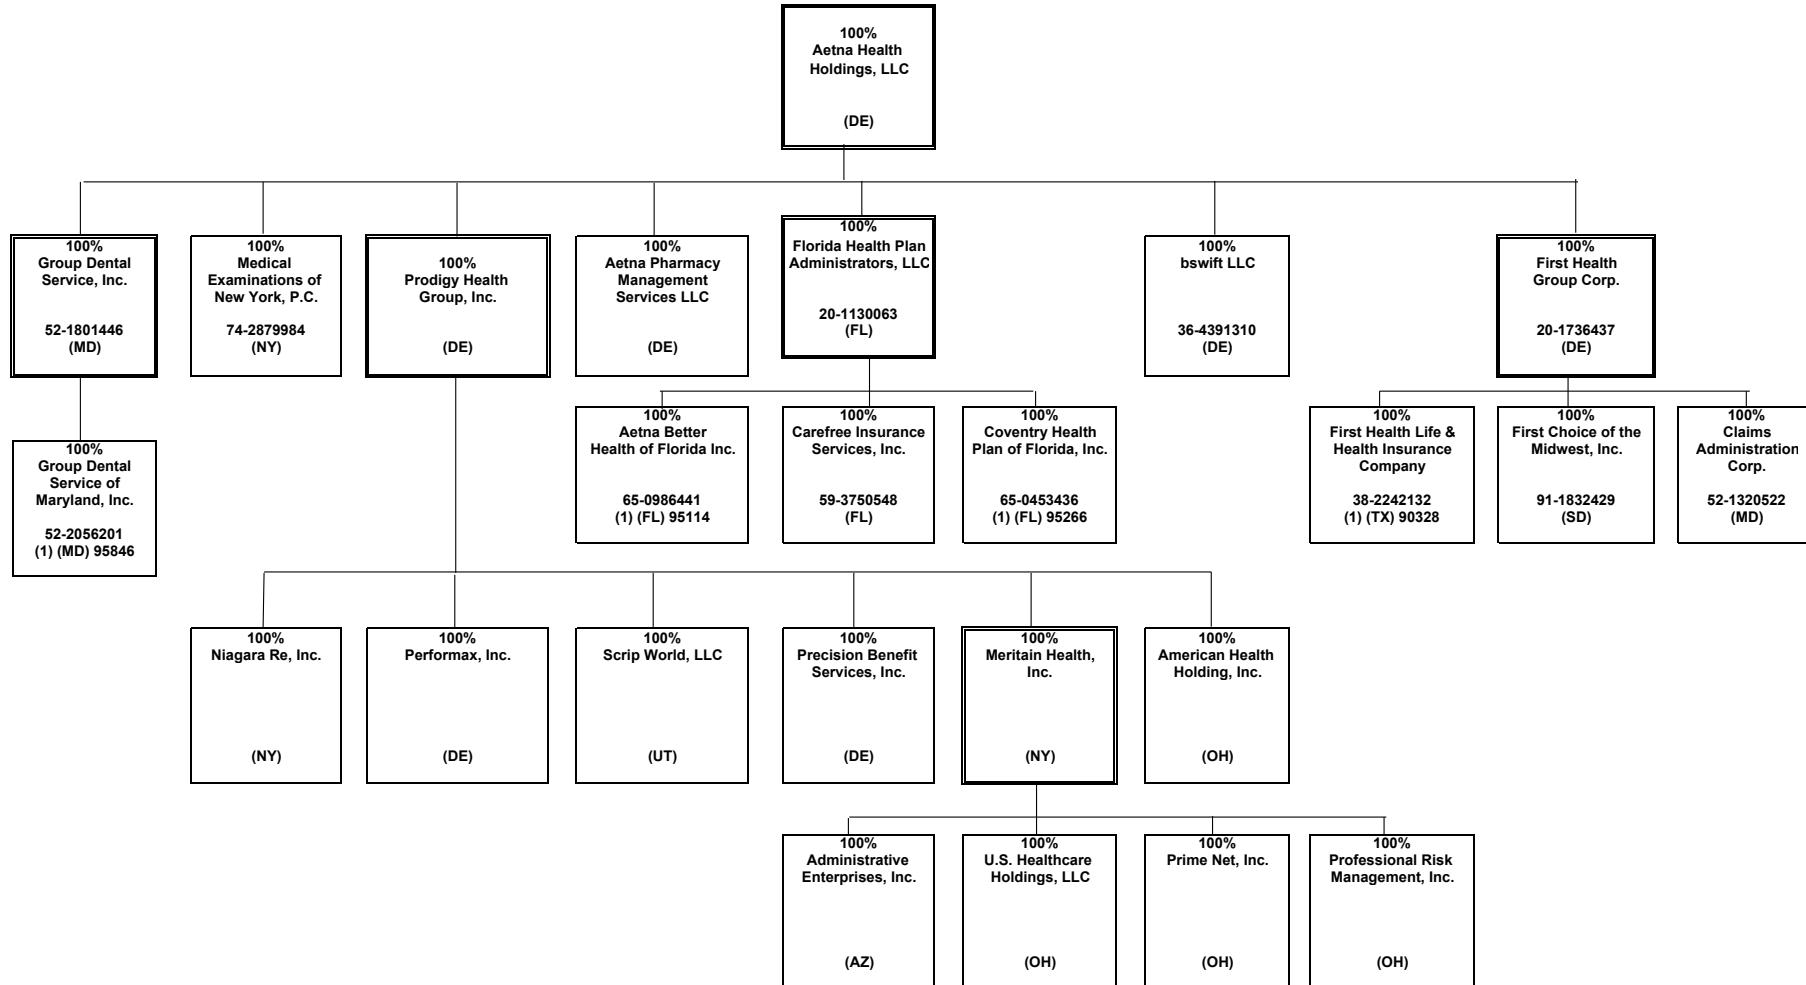 100%
Aetna Health
Holdings, LLC
(DE)
100%
Group Dental
Service, Inc.
52-1801446
(MD)
100%
Medical
Examinations of
New York, P.C.
74-2879984
(NY)
100%
Prodigy Health
Group, Inc.
(DE)
100%
Aetna Pharmacy
Management
Services LLC
(DE)
100%
Florida Health Plan
Administrators, LLC
20-1130063
(FL)
100%
bswift LLC
36-4391310
(DE)
100%
First Health
Group Corp.
20-1736437
(DE)
100%
Group Dental
Service of
Maryland, Inc.
52-2056201
(1) (MD) 95846
100%
Aetna Better
Health of Florida Inc.
65-0986441
(1) (FL) 95114
100%
Carefree Insurance
Services, Inc.
59-3750548
(FL)
100%
Coventry Health
Plan of Florida, Inc.
65-0453436
(1) (FL) 95266
100%
First Health Life &
Health Insurance
Company
38-2242132
(1) (TX) 90328
100%
First Choice of the
Midwest, Inc.
91-1832429
(SD)
100%
Claims
Administration
Corp.
52-1320522
(MD)
100%
Niagara Re, Inc.
(NY)
100%
Performax, Inc.
(DE)
100%
Scrip World, LLC
(UT)
100%
Precision Benefit
Services, Inc.
(DE)
100%
Meritain Health,
Inc.
(NY)
100%
American Health
Holding, Inc.
(OH)
100%
Administrative
Enterprises, Inc.
(AZ)
100%
U.S. Healthcare
Holdings, LLC
(OH)
100%
Prime Net, Inc.
(OH)
100%
Professional Risk
Management, Inc.
(OH)